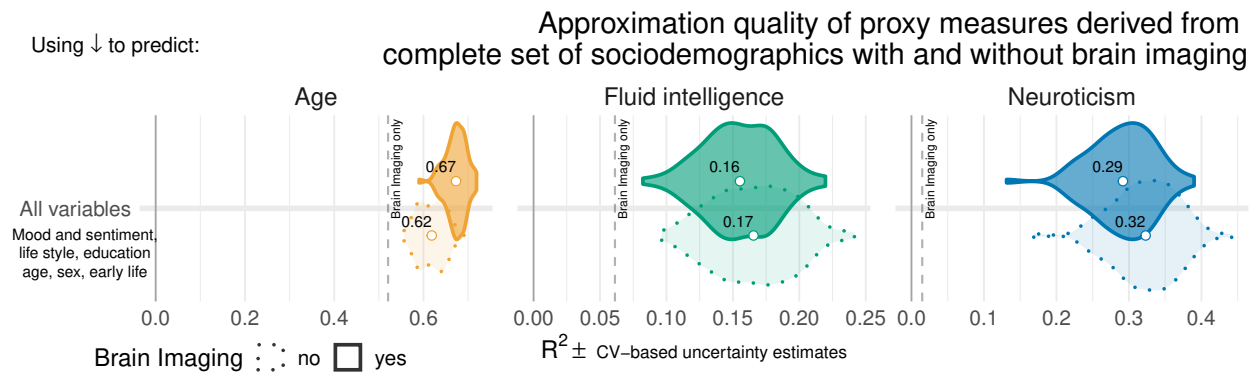 Approximation quality of proxy measures derived from
complete set of sociodemographics with and without brain imaging
Using ↓ to predict:
Age
Fluid intelligence
Neuroticism
Brain Imaging only
Brain Imaging only
Brain Imaging only
0.67
0.62
0.16
0.17
0.29
0.32
All variables
Mood and sentiment,
life style, education
age, sex, early life
0.0 0.2 0.4 0.6
0.00 0.05 0.10 0.15 0.20 0.25
0.0 0.1 0.2 0.3 0.4
R² ± CV−based uncertainty estimates
Brain Imaging no yes